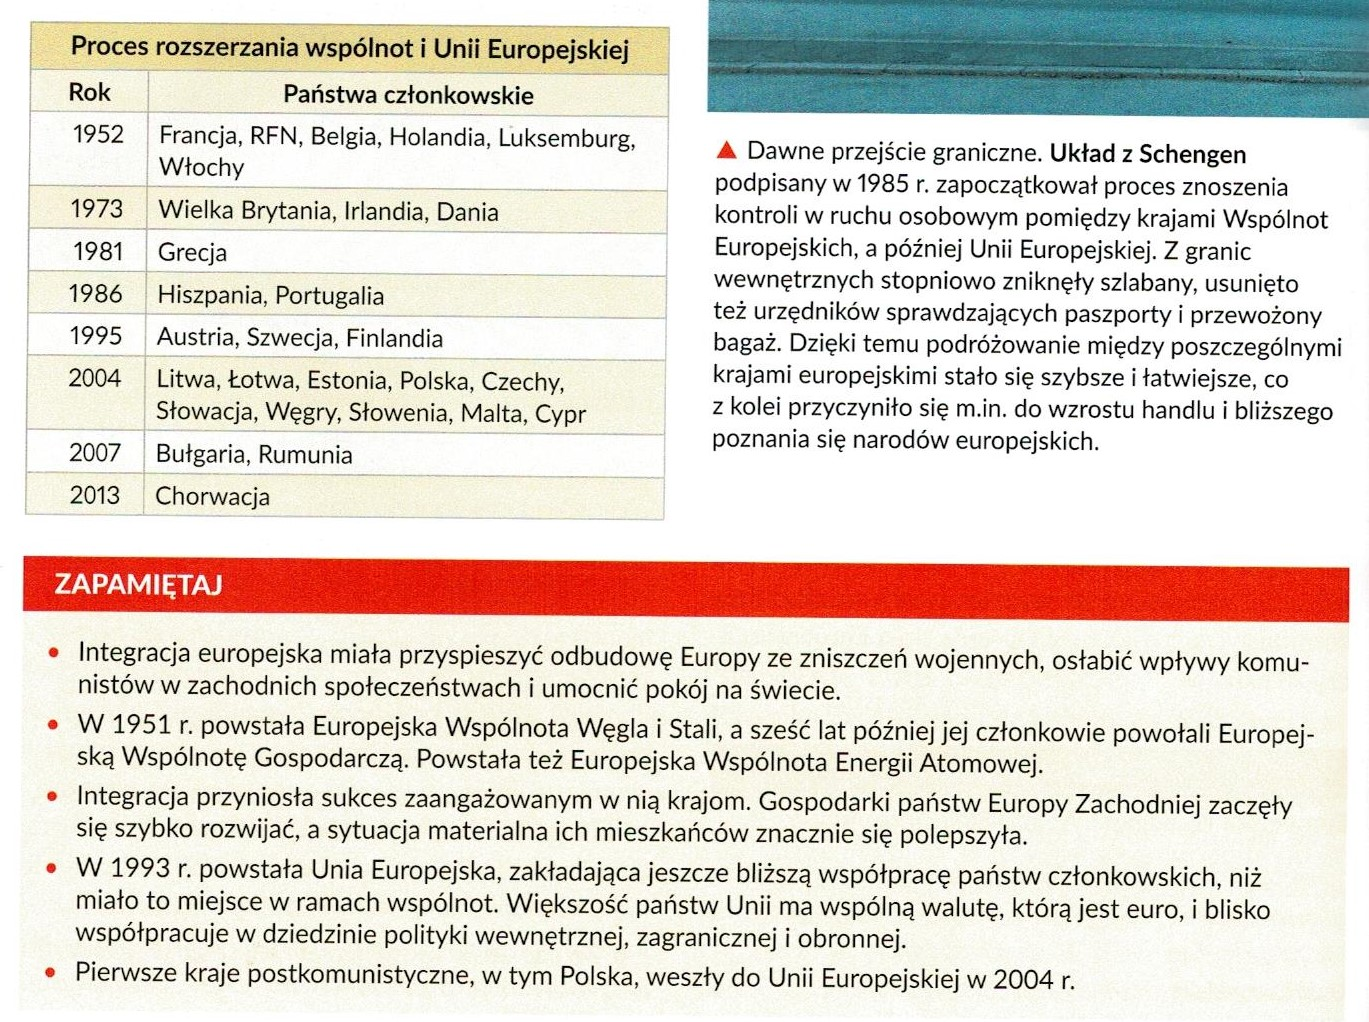 Proces rozszerzania wspólnot i Unii Europejskiej
Rok Państwa członkowskie
1952 Francja, RFN, Belgia, Holandia, Luksemburg,
Włochy
1973 Wielka Brytania, Irlandia, Dania
1981 Grecja
1986 Hiszpania, Portugalia
1995 Austria, Szwecja, Finlandia
2004 Litwa, Łotwa, Estonia, Polska, Czechy,
Słowacja, Węgry, Słowenia, Malta, Cypr
2007 Bułgaria, Rumunia
2013 Chorwacja
▲ Dawne przejście graniczne. Układ z Schengen
podpisany w 1985 r. zapoczątkował proces znoszenia
kontroli w ruchu osobowym pomiędzy krajami Wspólnot
Europejskich, a później Unii Europejskiej. Z granic
wewnętrznych stopniowo zniknęły szlabany, usunięto
też urzędników sprawdzających paszporty i przewożony
bagaż. Dzięki temu podróżowanie między poszczególnymi
krajami europejskimi stało się szybsze i łatwiejsze, co
z kolei przyczyniło się m.in. do wzrostu handlu i bliższego
poznania się narodów europejskich.
ZAPAMIĘTAJ
• Integracja europejska miała przyspieszyć odbudowę Europy ze zniszczeń wojennych, osłabić wpływy komu-
nistów w zachodnich społeczeństwach i umocnić pokój na świecie.
• W 1951 r. powstała Europejska Wspólnota Węgla i Stali, a sześć lat później jej członkowie powołali Europej-
ską Wspólnotę Gospodarczą. Powstała też Europejska Wspólnota Energii Atomowej.
• Integracja przyniosła sukces zaangażowanym w nią krajom. Gospodarki państw Europy Zachodniej zaczęły
się szybko rozwijać, a sytuacja materialna ich mieszkańców znacznie się polepszyła.
• W 1993 r. powstała Unia Europejska, zakładająca jeszcze bliższą współpracę państw członkowskich, niż
miało to miejsce w ramach wspólnot. Większość państw Unii ma wspólną walutę, którą jest euro, i blisko
współpracuje w dziedzinie polityki wewnętrznej, zagranicznej i obronnej.
• Pierwsze kraje postkomunistyczne, w tym Polska, weszły do Unii Europejskiej w 2004 r.